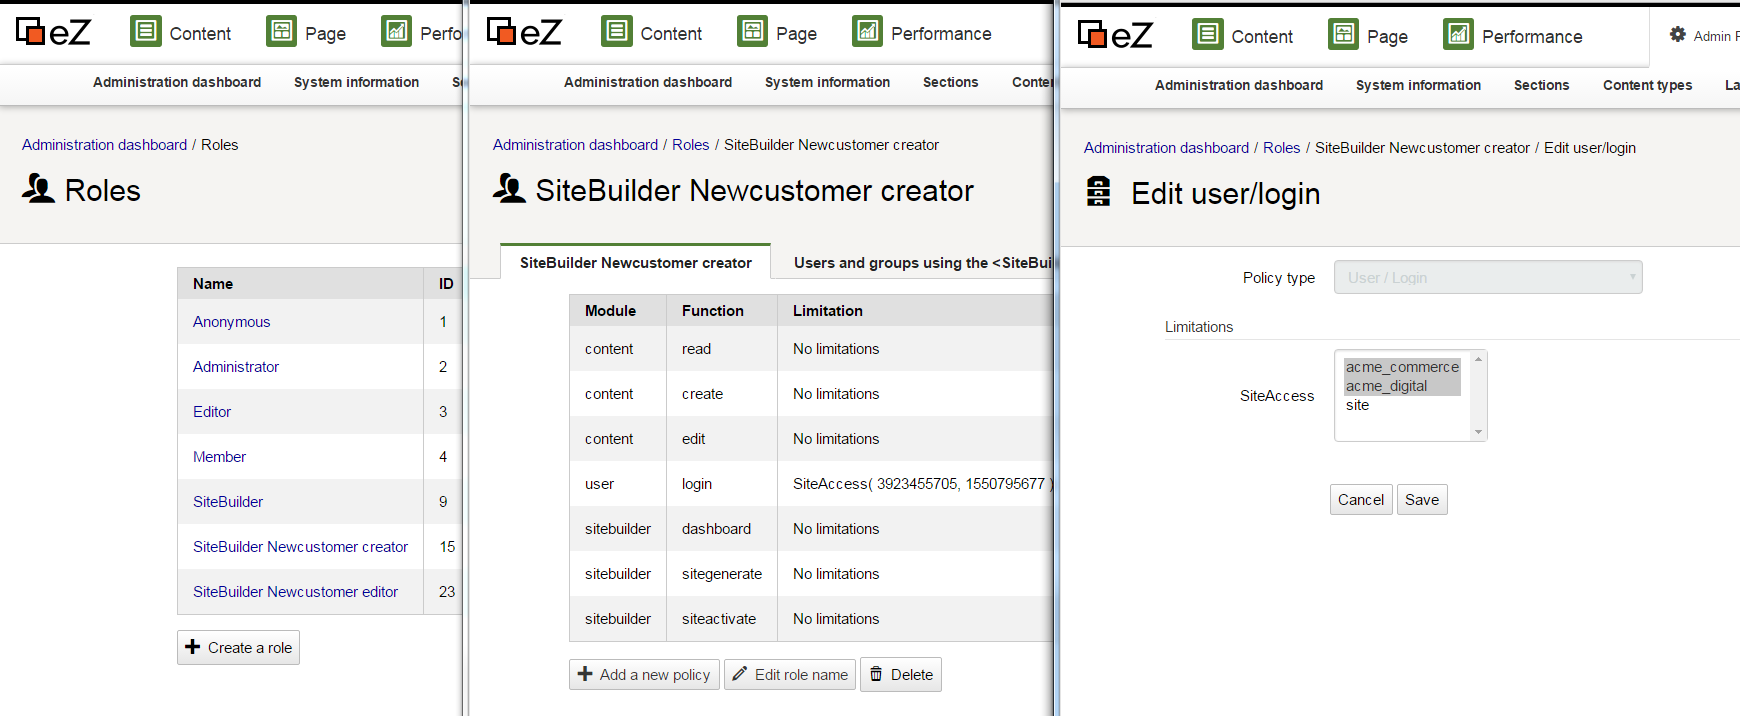 eZ Content Page Perfo
Administration dashboard System information S
Administration dashboard / Roles
Roles
Name ID
Anonymous 1
Administrator 2
Editor 3
Member 4
SiteBuilder 9
SiteBuilder Newcustomer creator 15
SiteBuilder Newcustomer editor 23
Create a role
eZ Content Page Performance
Administration dashboard System information Sections Conte
Administration dashboard / Roles / SiteBuilder Newcustomer creator
SiteBuilder Newcustomer creator
SiteBuilder Newcustomer creator Users and groups using the <SiteBui
Module Function Limitation
content read No limitations
content create No limitations
content edit No limitations
user login SiteAccess( 3923455705, 1550795677 )
sitebuilder dashboard No limitations
sitebuilder sitegenerate No limitations
sitebuilder siteactivate No limitations
Add a new policy Edit role name Delete
eZ Content Page Performance Admin
Administration dashboard System information Sections Content types La
Administration dashboard / Roles / SiteBuilder Newcustomer creator / Edit user/login
Edit user/login
Policy type User / Login
Limitations
SiteAccess
acme_commerce
acme_digital
site
Cancel Save